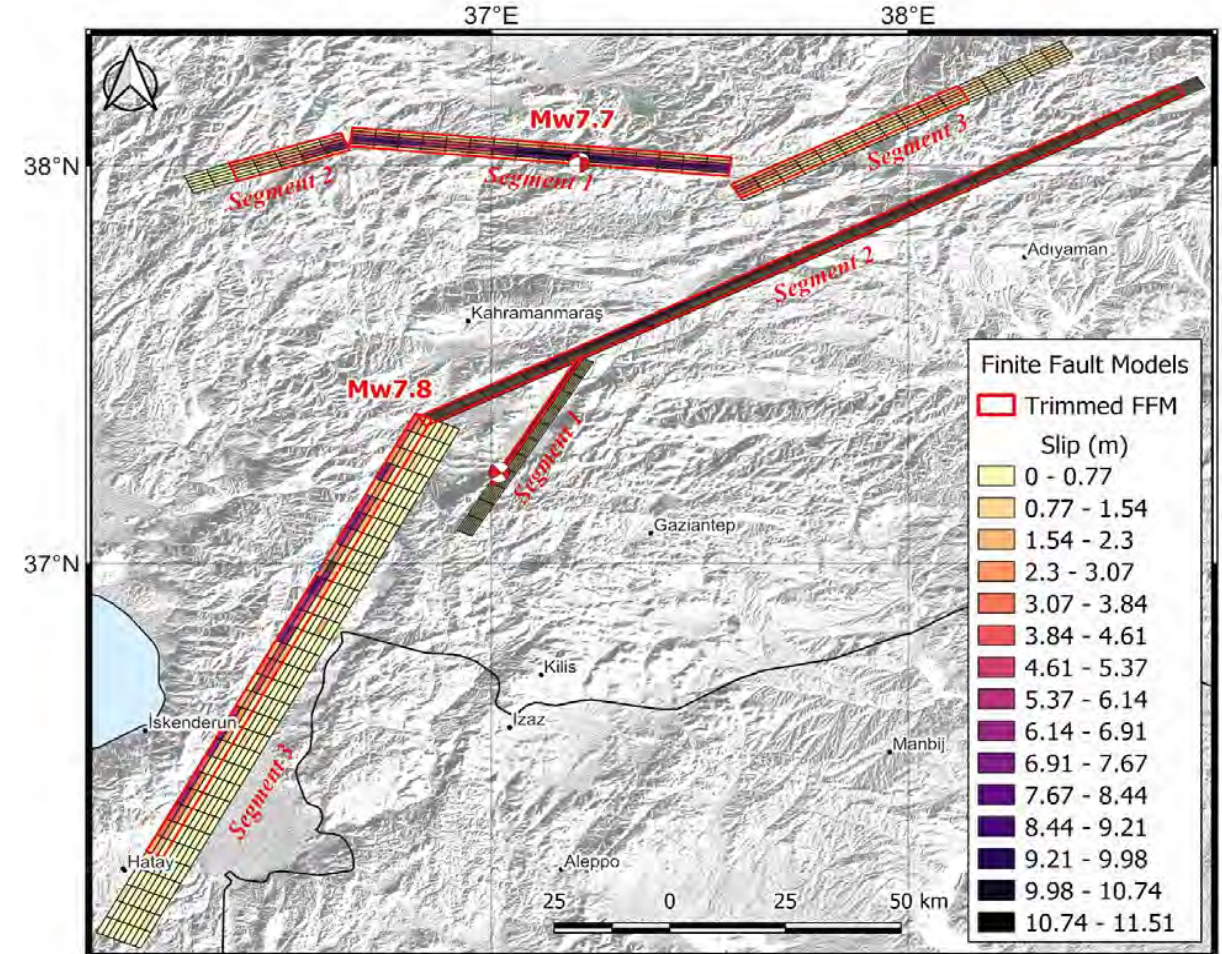 37°E
38°E
Mw7.7
38°N
Segment 2
Segment 1
Segment 3
Segment 2
Adıyaman
Kahramanmaraş
Mw7.8
Segment 1
Gaziantep
37°N
Kilis
İskenderun
Izaz
Manbij
Segment 3
Hatay
Aleppo
25 0 25 50 km
Finite Fault Models
Trimmed FFM
Slip (m)
0 - 0.77
0.77 - 1.54
1.54 - 2.3
2.3 - 3.07
3.07 - 3.84
3.84 - 4.61
4.61 - 5.37
5.37 - 6.14
6.14 - 6.91
6.91 - 7.67
7.67 - 8.44
8.44 - 9.21
9.21 - 9.98
9.98 - 10.74
10.74 - 11.51